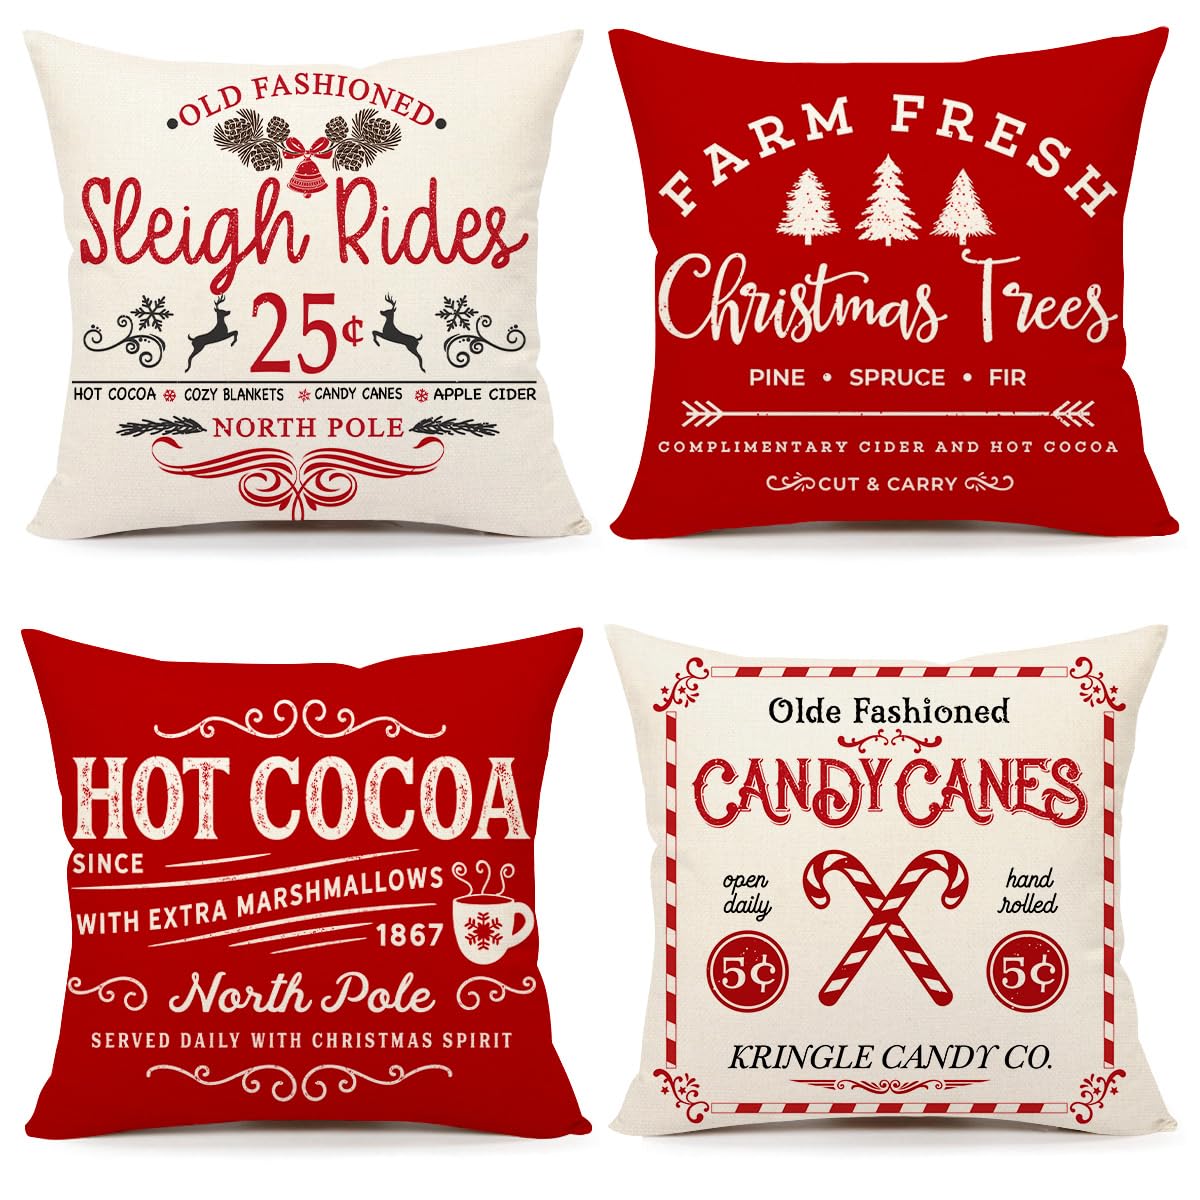 OLD FASHIONED
Sleigh Rides
25¢
HOT COCOA COZY BLANKETS CANDY CANES APPLE CIDER
NORTH POLE
FARM FRESH
Christmas Trees
PINE • SPRUCE • FIR
COMPLIMENTARY CIDER AND HOT COCOA
CUT & CARRY
HOT COCOA
SINCE
WITH EXTRA MARSHMALLOWS
1867
North Pole
SERVED DAILY WITH CHRISTMAS SPIRIT
Olde Fashioned
CANDY CANES
open daily
hand rolled
5¢
5¢
KRINGLE CANDY CO.